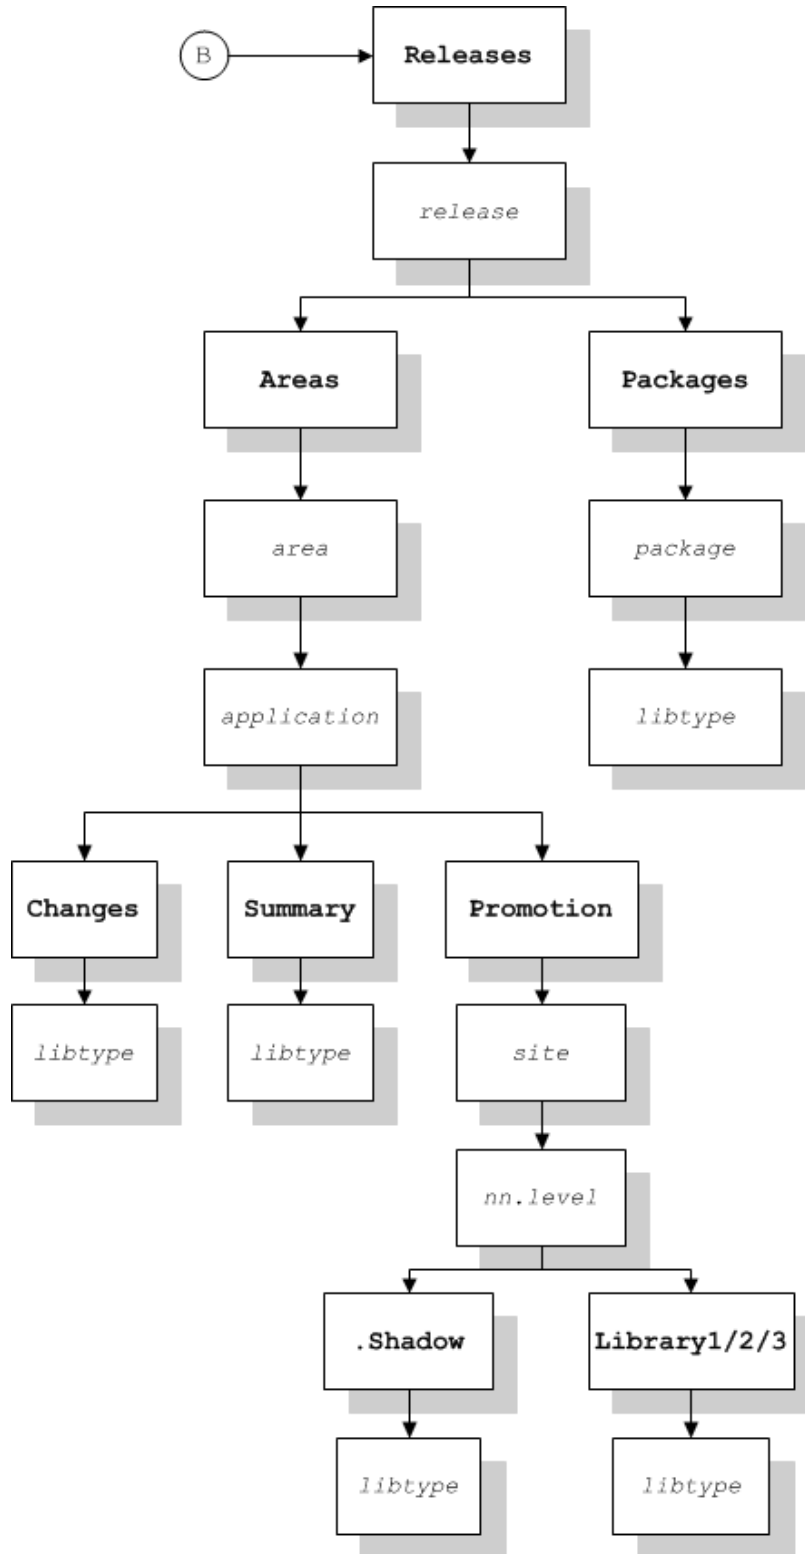 B
Releases
release
Areas
Packages
area
package
application
libtype
Changes
Summary
Promotion
libtype
libtype
site
nn.level
.Shadow
Library1/2/3
libtype
libtype